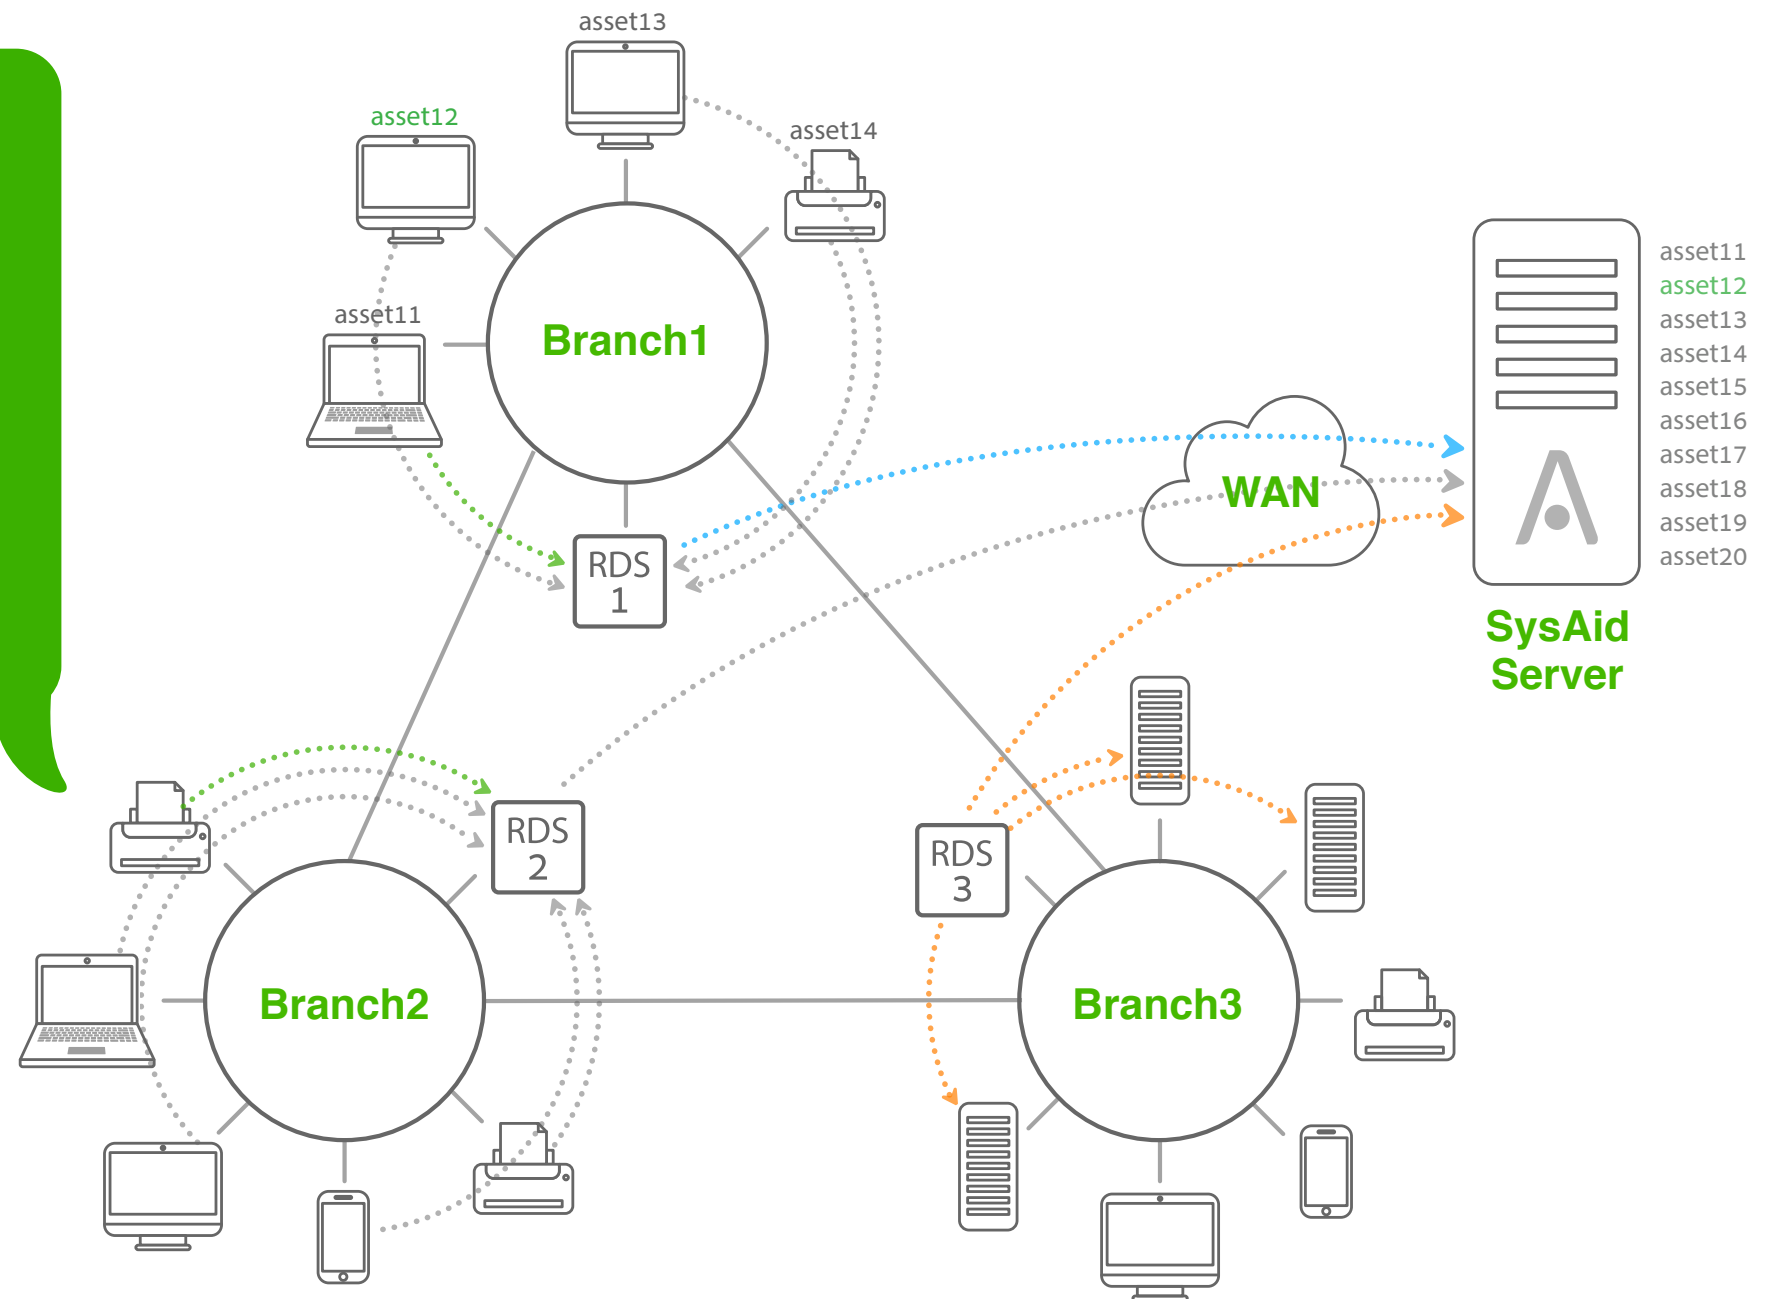 asset13
asset12
asset14
asset11
Branch1
RDS
1
WAN
asset11
asset12
asset13
asset14
asset15
asset16
asset17
asset18
asset19
asset20
SysAid
Server
RDS
2
RDS
3
Branch2
Branch3